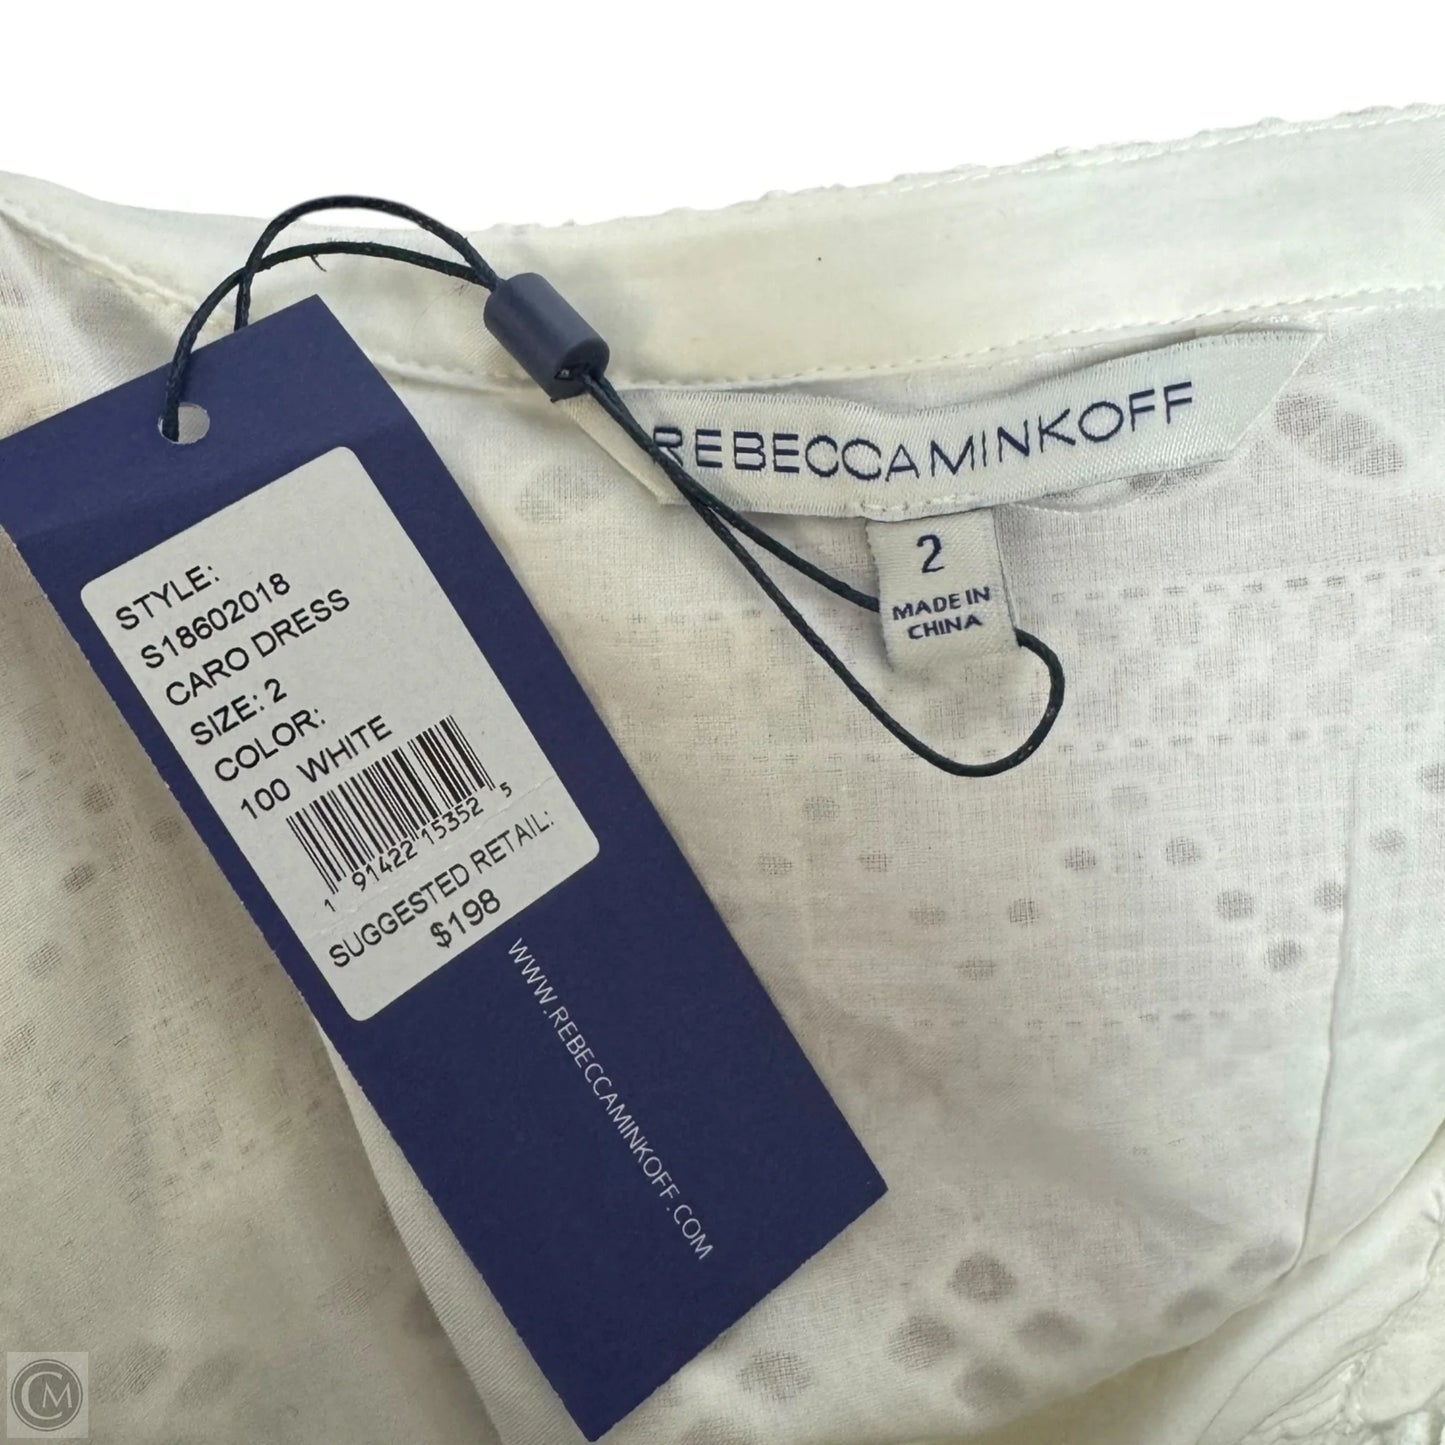 REBECCAMINKOFF
2
MADE IN
CHINA
STYLE:
S18602018
CARO DRESS
SIZE: 2
COLOR:
100 WHITE
1 91422 15352 5
SUGGESTED RETAIL:
$198
WWW.REBECCAMINKOFF.COM
CM